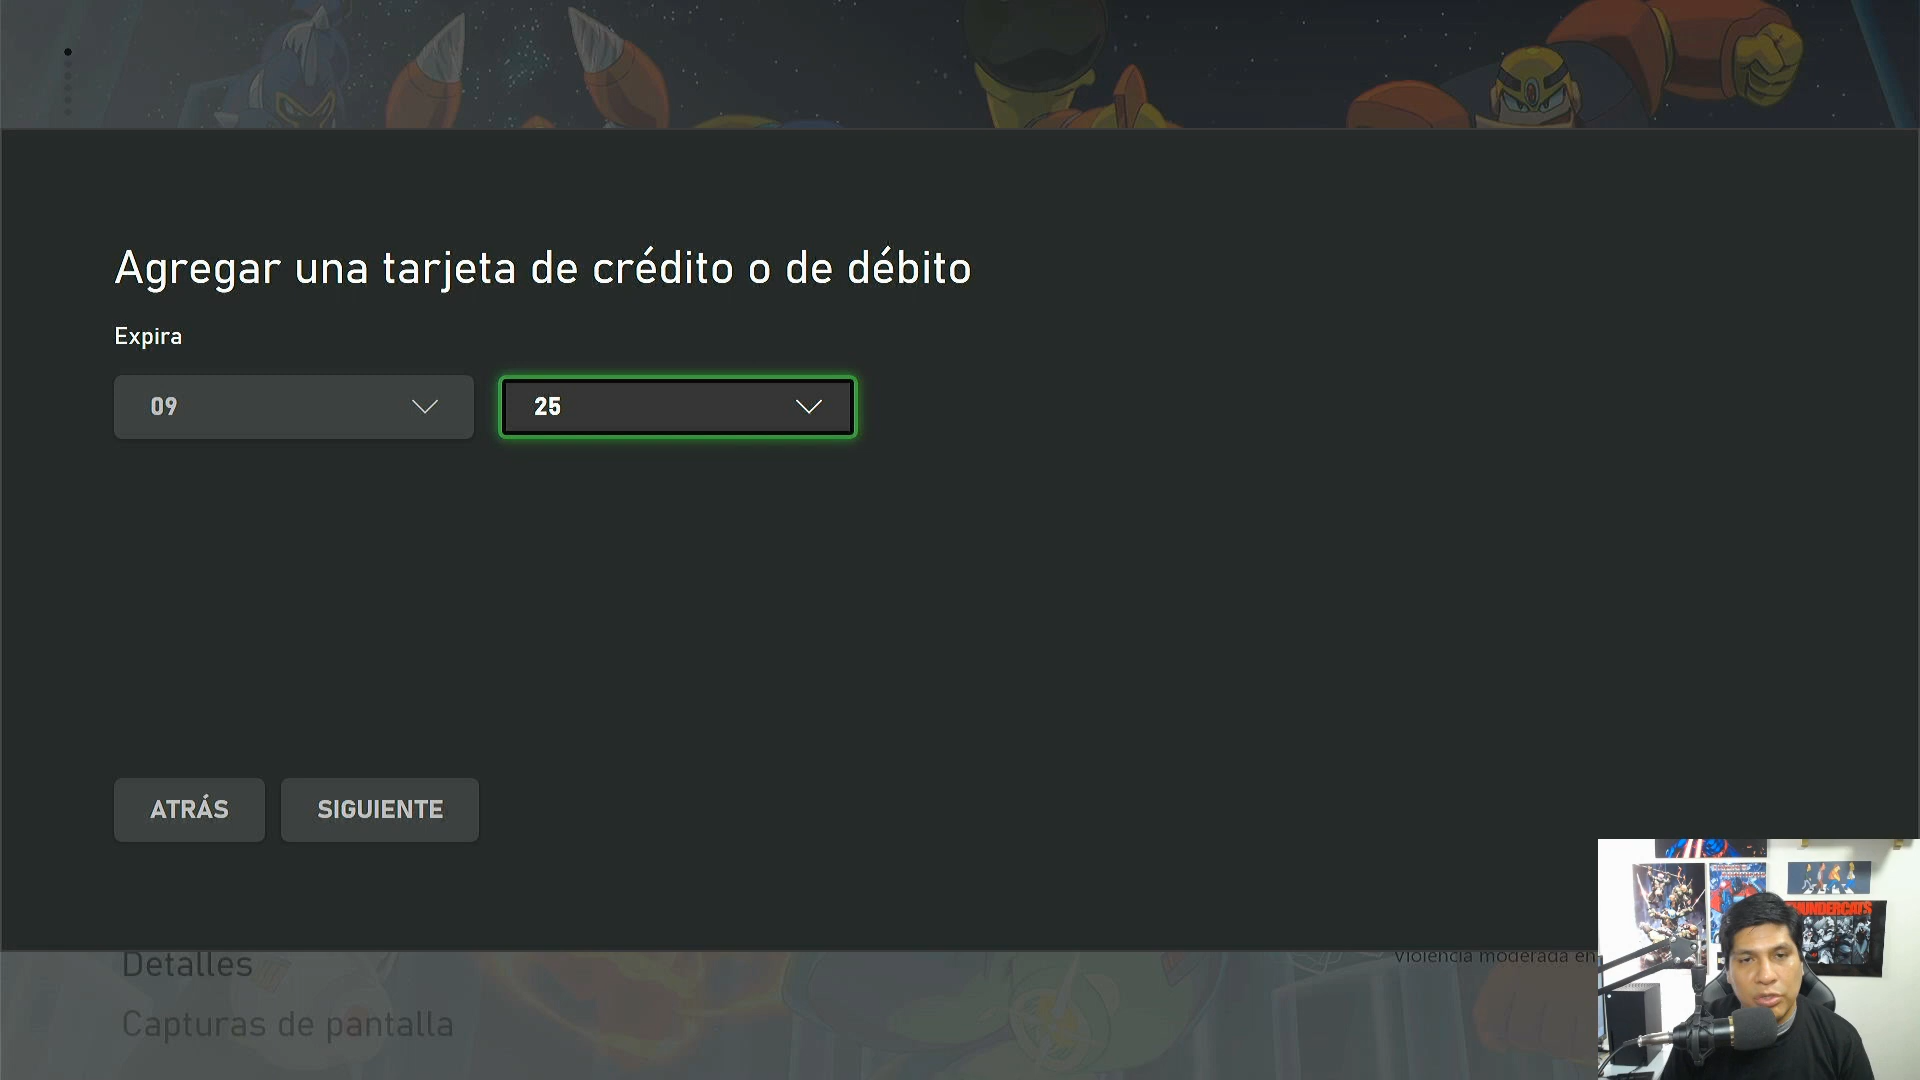 Agregar una tarjeta de crédito o de débito
Expira
09
25
ATRÁS
SIGUIENTE
Detalles
Violencia moderada en
Capturas de pantalla
THUNDERCATS